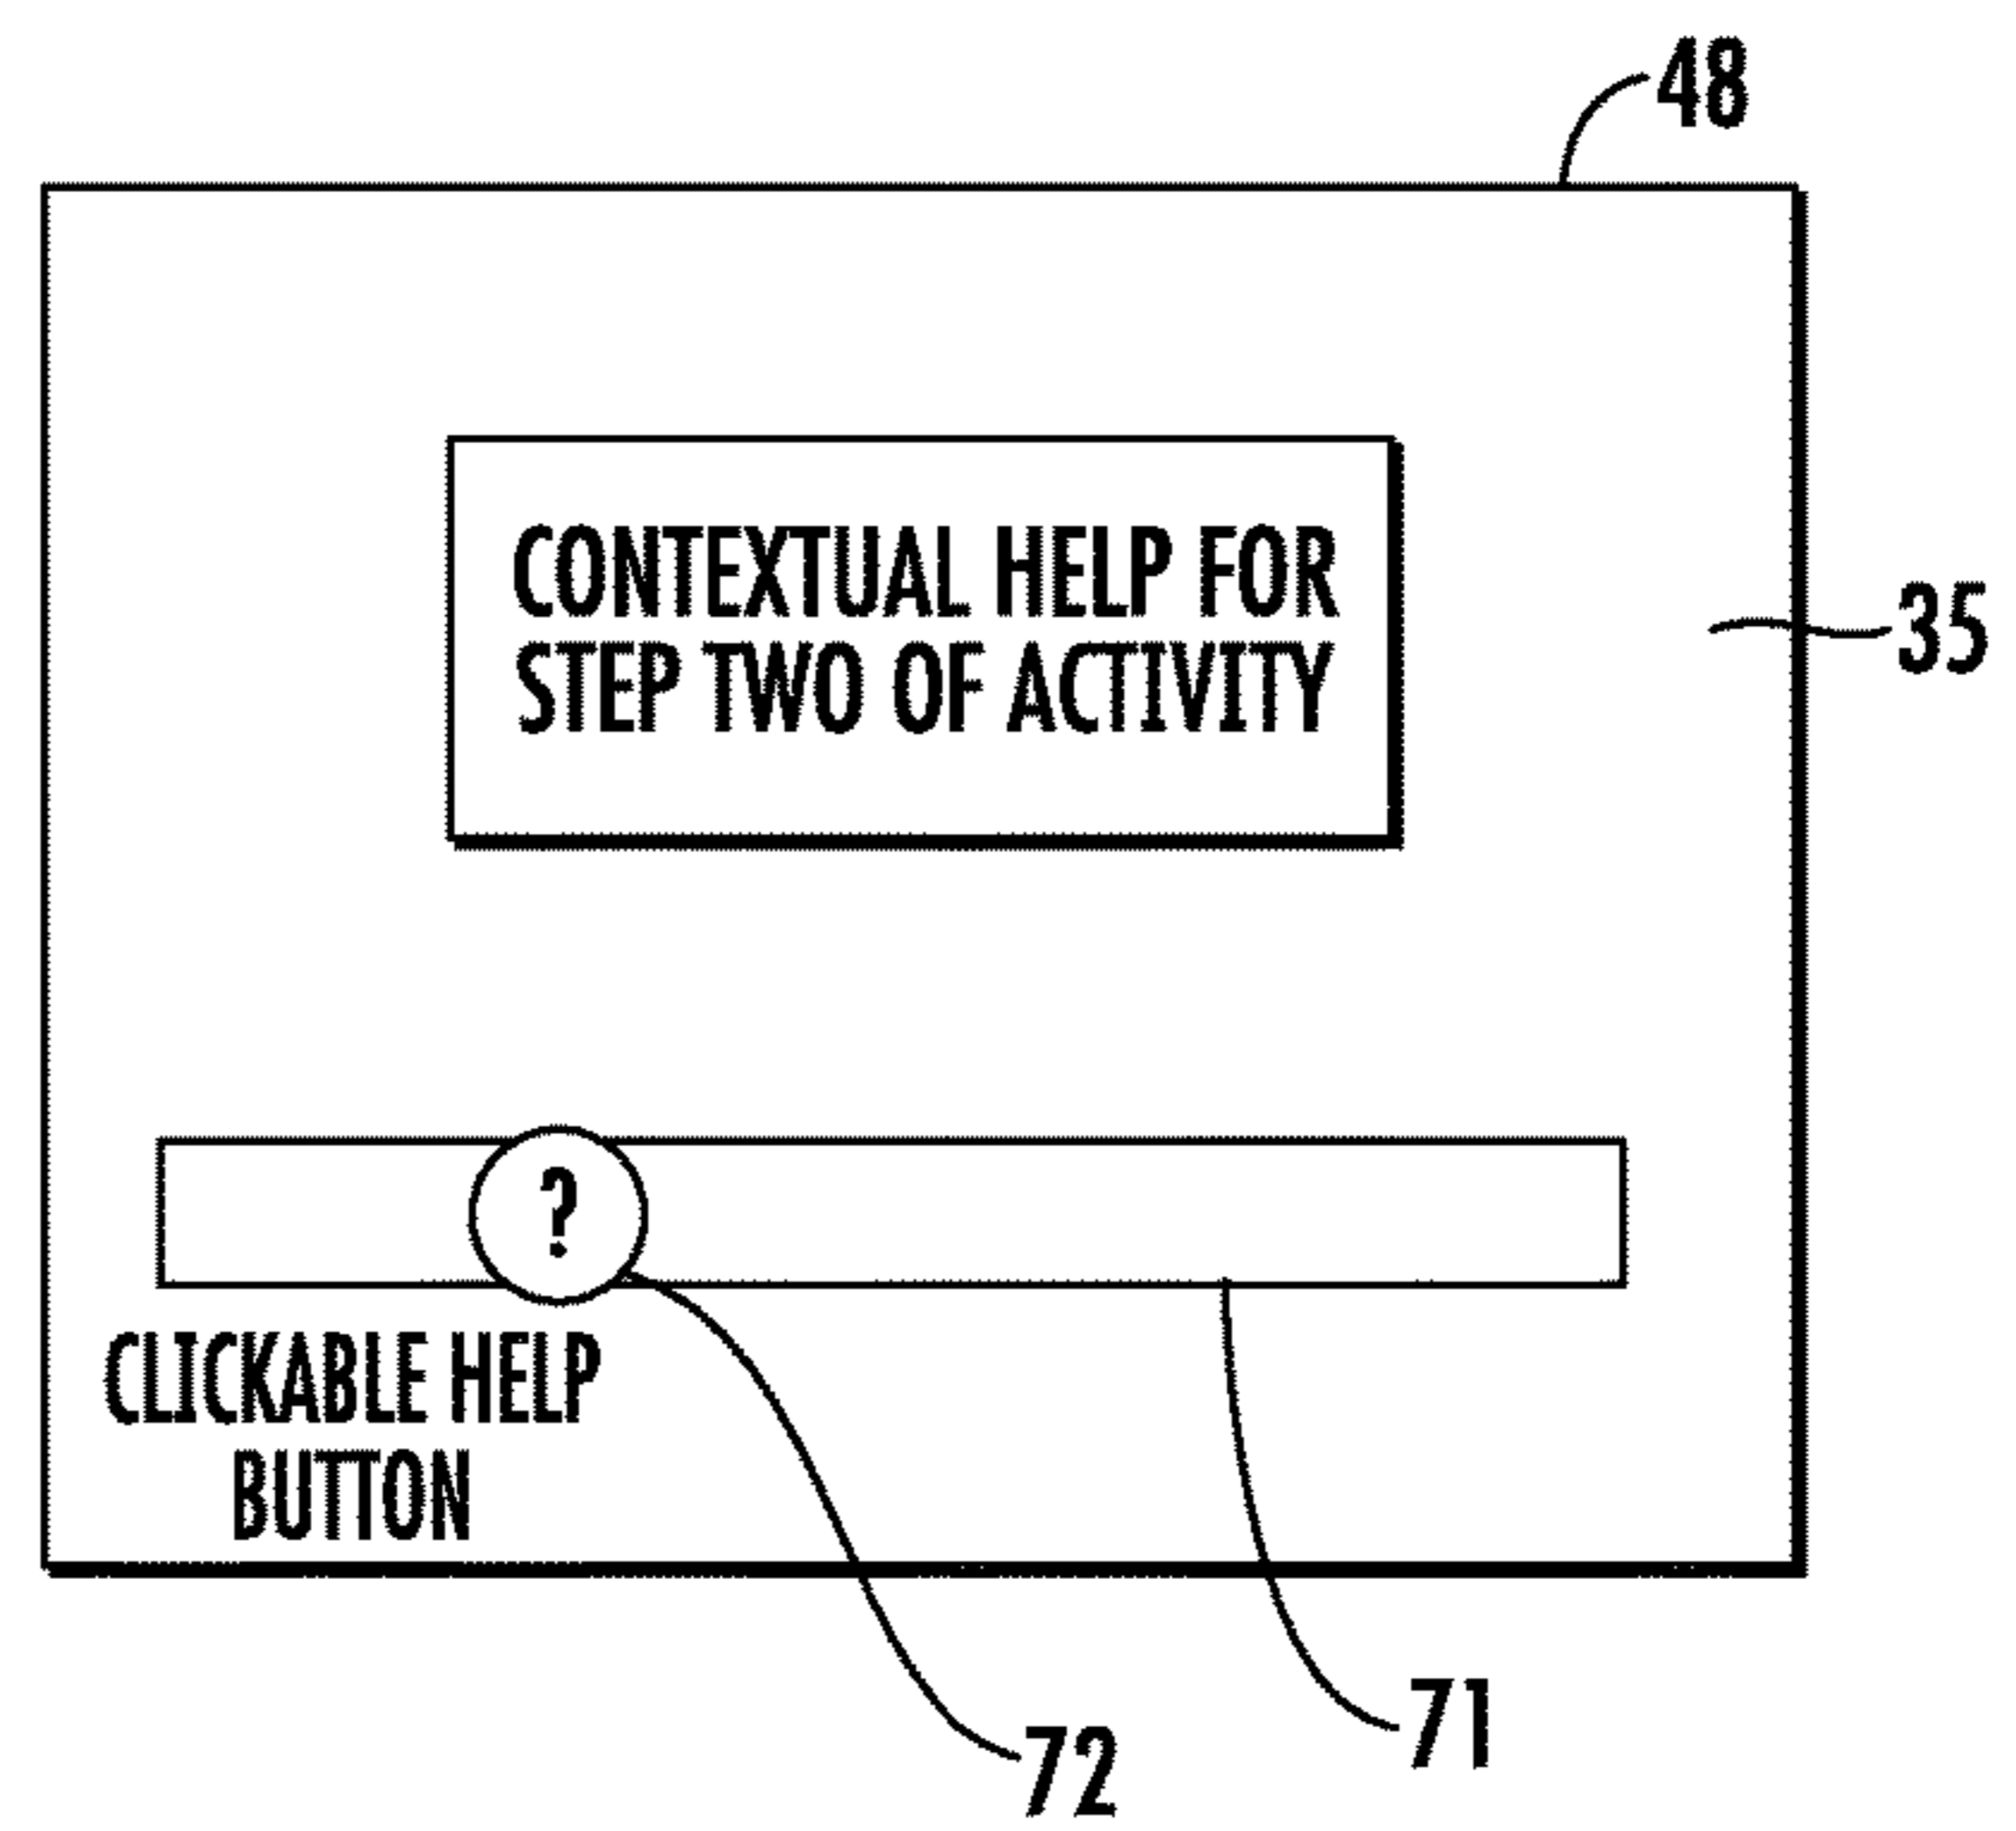 48
CONTEXTUAL HELP FOR
STEP TWO OF ACTIVITY
35
?
CLICKABLE HELP
BUTTON
71
72